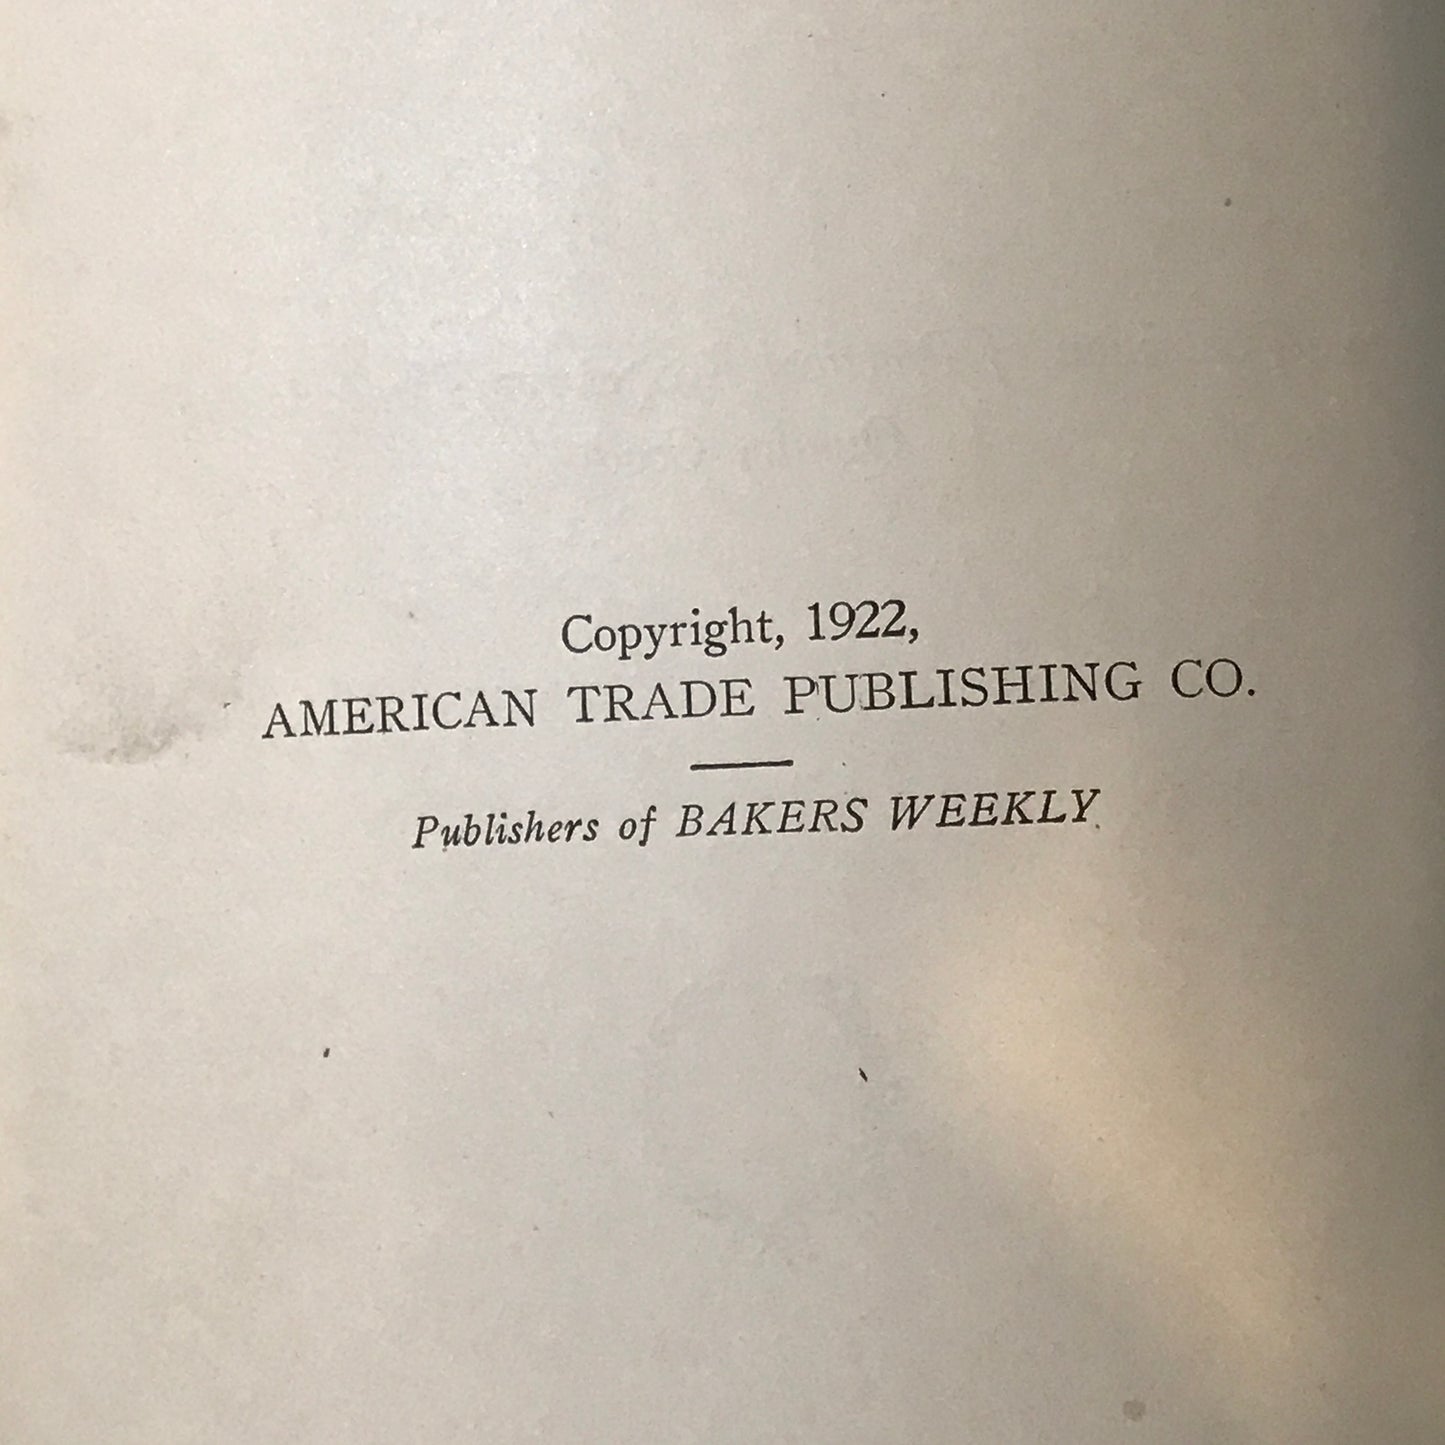 Copyright, 1922,
AMERICAN TRADE PUBLISHING CO.
Publishers of BAKERS WEEKLY